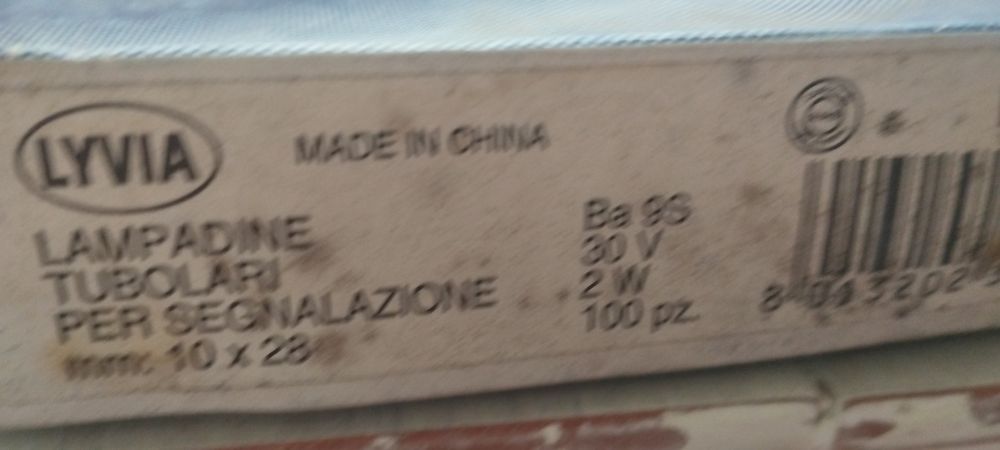 LYVIA
MADE IN CHINA
LAMPADINE
TUBOLARI
PER SEGNALAZIONE
mm: 10 x 28
Ba 9S
30 V
2 W
100 pz.